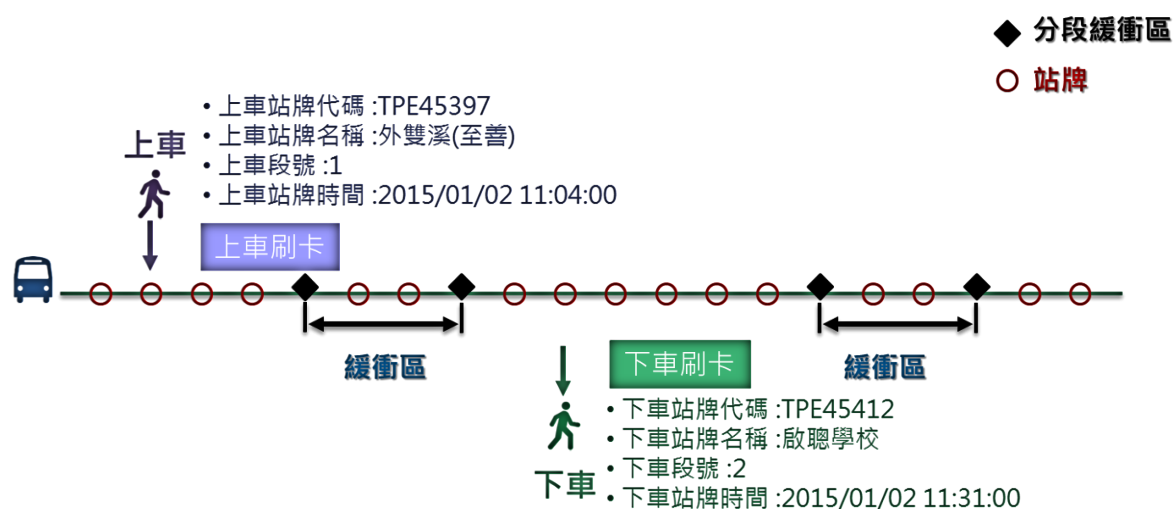 分段緩衝區
站牌
上車
• 上車站牌代碼 :TPE45397
• 上車站牌名稱 :外雙溪(至善)
• 上車段號 :1
• 上車站牌時間 :2015/01/02 11:04:00
上車刷卡
緩衝區
緩衝區
下車刷卡
下車
• 下車站牌代碼 :TPE45412
• 下車站牌名稱 :啟聰學校
• 下車段號 :2
• 下車站牌時間 :2015/01/02 11:31:00